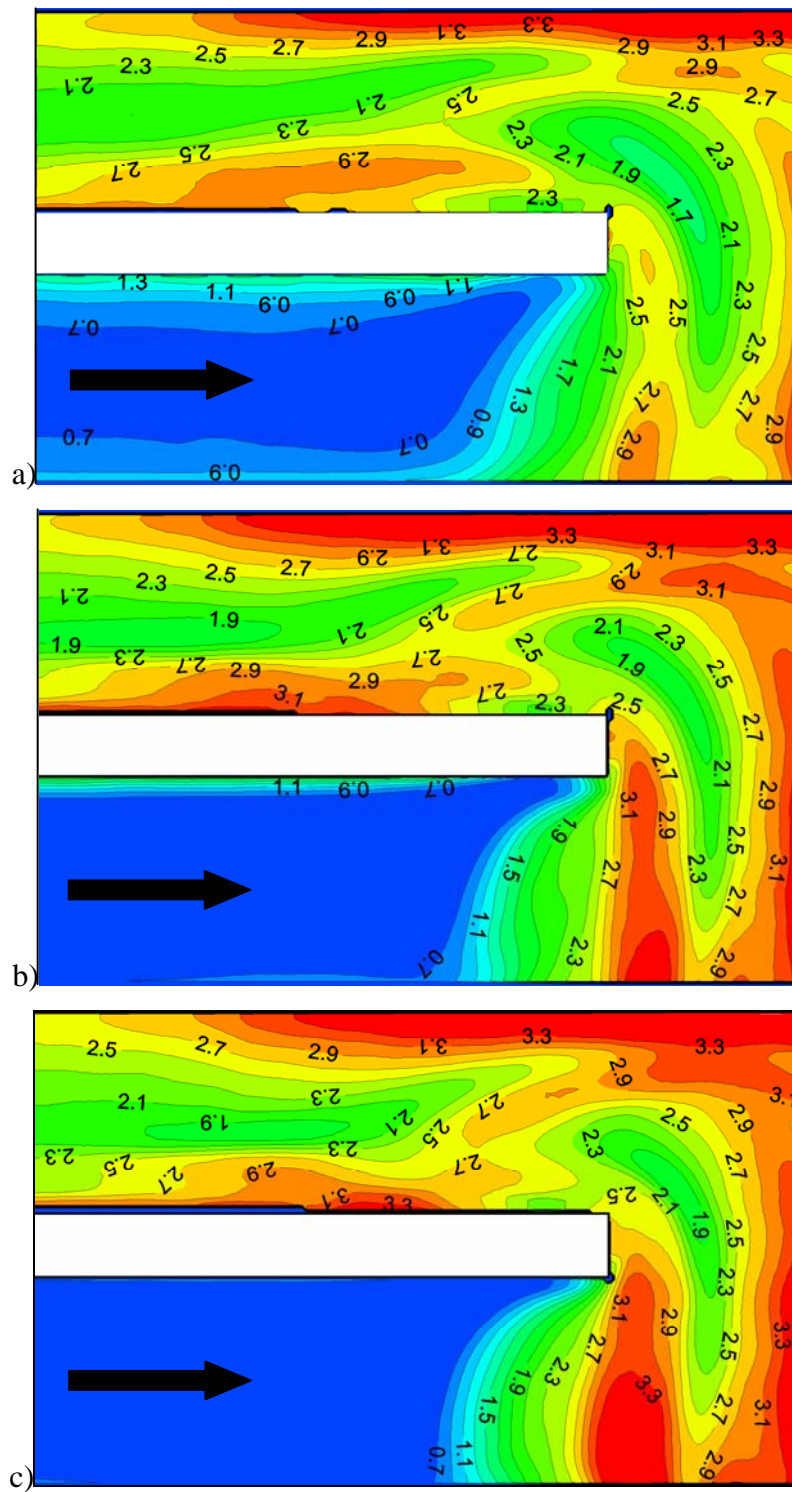 2.5 2.7 2.9 3.1 3.3 2.9 3.1 3.3
2.3 2.9
2.1 2.1 2.5 2.5 2.7
2.3 2.3 2.3
2.7 2.5 2.9 2.1 1.9
2.3 1.7 2.1
1.3 1.1 0.9 0.9 1.1 2.3
0.7 0.7 2.5 2.5
1.7 2.1 2.5
1.3 2.7 2.7
0.7 0.7 0.9 2.9 2.9
a) 0.9
2.3 2.5 2.7 2.9 3.1 2.7 3.3 3.1 3.3
2.1 2.5 2.7 2.9 3.1
1.9 1.9 2.1 2.1 2.3
2.3 2.7 2.9 2.9 2.7 2.5 1.9 2.5
3.1 2.7 2.3 2.5 2.7
1.1 0.9 0.7 3.1 2.7 2.1 2.9
1.9 2.9 2.5
1.5 2.7 2.3 2.7 3.1
1.1
b) 0.7 2.3 2.9
2.5 2.7 2.9 3.1 3.3 3.3
2.1 2.3 2.7 2.9 3.1
1.9 2.1 2.5 2.9
2.3 2.5 2.7 2.9 2.3 2.7 2.3 2.7
3.1 3.3 2.5 2.1 1.9 2.5
3.1 2.9 2.3
2.7 2.5 3.3
1.9 2.3 3.3
1.5 2.7 3.1
c) 0.7 1.1 2.9